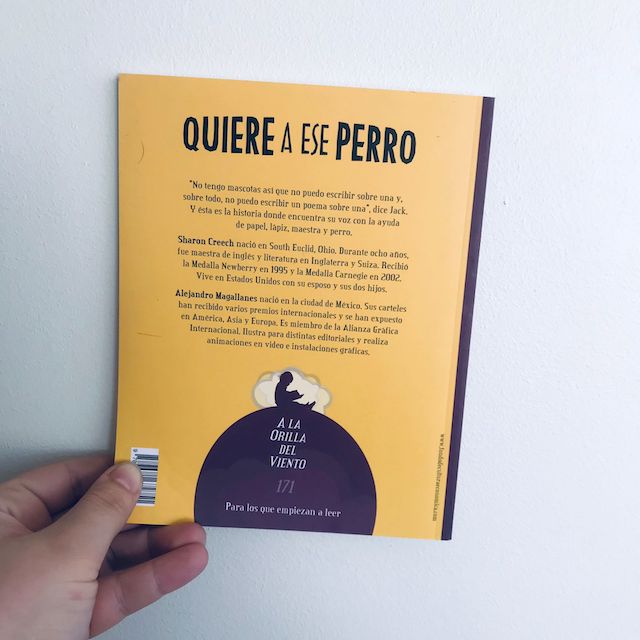 QUIERE A ESE PERRO
"No tengo mascotas así que no puedo escribir sobre una y,
sobre todo, no puedo escribir un poema sobre una", dice Jack.
Y ésta es la historia donde encuentra su voz con la ayuda
de papel, lápiz, maestra y perro.
Sharon Creech nació en South Euclid, Ohio. Durante ocho años,
fue maestra de inglés y literatura en Inglaterra y Suiza. Recibió
la Medalla Newberry en 1995 y la Medalla Carnegie en 2002.
Vive en Estados Unidos con su esposo y sus dos hijos.
Alejandro Magallanes nació en la ciudad de México. Sus carteles
han recibido varios premios internacionales y se han expuesto
en América, Asia y Europa. Es miembro de la Alianza Gráfica
Internacional. Ilustra para distintas editoriales y realiza
animaciones en video e instalaciones gráficas.
A LA
ORILLA
DEL
VIENTO
171
Para los que empiezan a leer
www.fondodeculturaeconomica.com